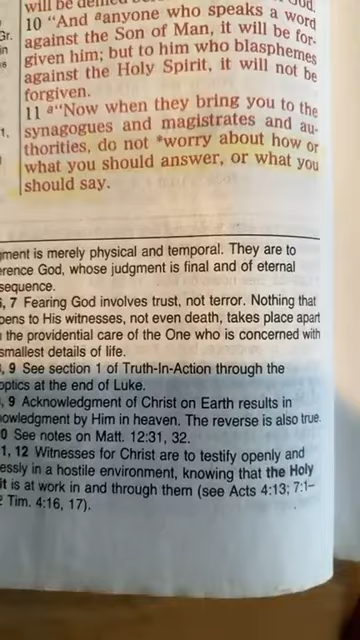 will be denied before
God.
10 "And aanyone who speaks a word
against the Son of Man, it will be for-
given him; but to him who blasphemes
against the Holy Spirit, it will not be
forgiven.
11 a"Now when they bring you to the
synagogues and magistrates and au-
thorities, do not *worry about how or
what you should answer, or what you
should say.
Gr.
in
1,
gment is merely physical and temporal. They are to
erence God, whose judgment is final and of eternal
sequence.
6, 7 Fearing God involves trust, not terror. Nothing that
pens to His witnesses, not even death, takes place apart
the providential care of the One who is concerned with
smallest details of life.
, 9 See section 1 of Truth-In-Action through the
optics at the end of Luke.
, 9 Acknowledgment of Christ on Earth results in
owledgment by Him in heaven. The reverse is also true.
0 See notes on Matt. 12:31, 32.
1, 12 Witnesses for Christ are to testify openly and
essly in a hostile environment, knowing that the Holy
it is at work in and through them (see Acts 4:13; 7:1–
2 Tim. 4:16, 17).